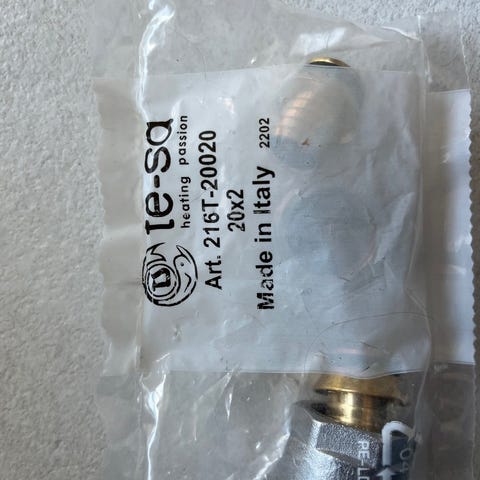 te-sa
heating passion
Art. 216T-20020
20x2
Made in Italy 2202